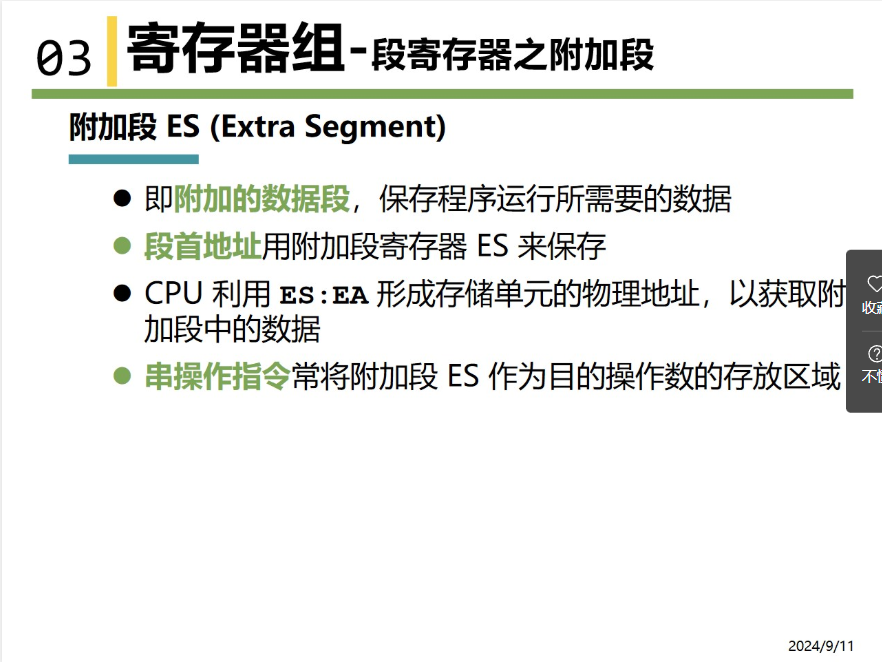 03 寄存器组-段寄存器之附加段
附加段 ES (Extra Segment)
● 即附加的数据段，保存程序运行所需要的数据
● 段首地址用附加段寄存器 ES 来保存
● CPU 利用 ES:EA 形成存储单元的物理地址，以获取附
加段中的数据
● 串操作指令常将附加段 ES 作为目的操作数的存放区域
收藏
不懂
2024/9/11